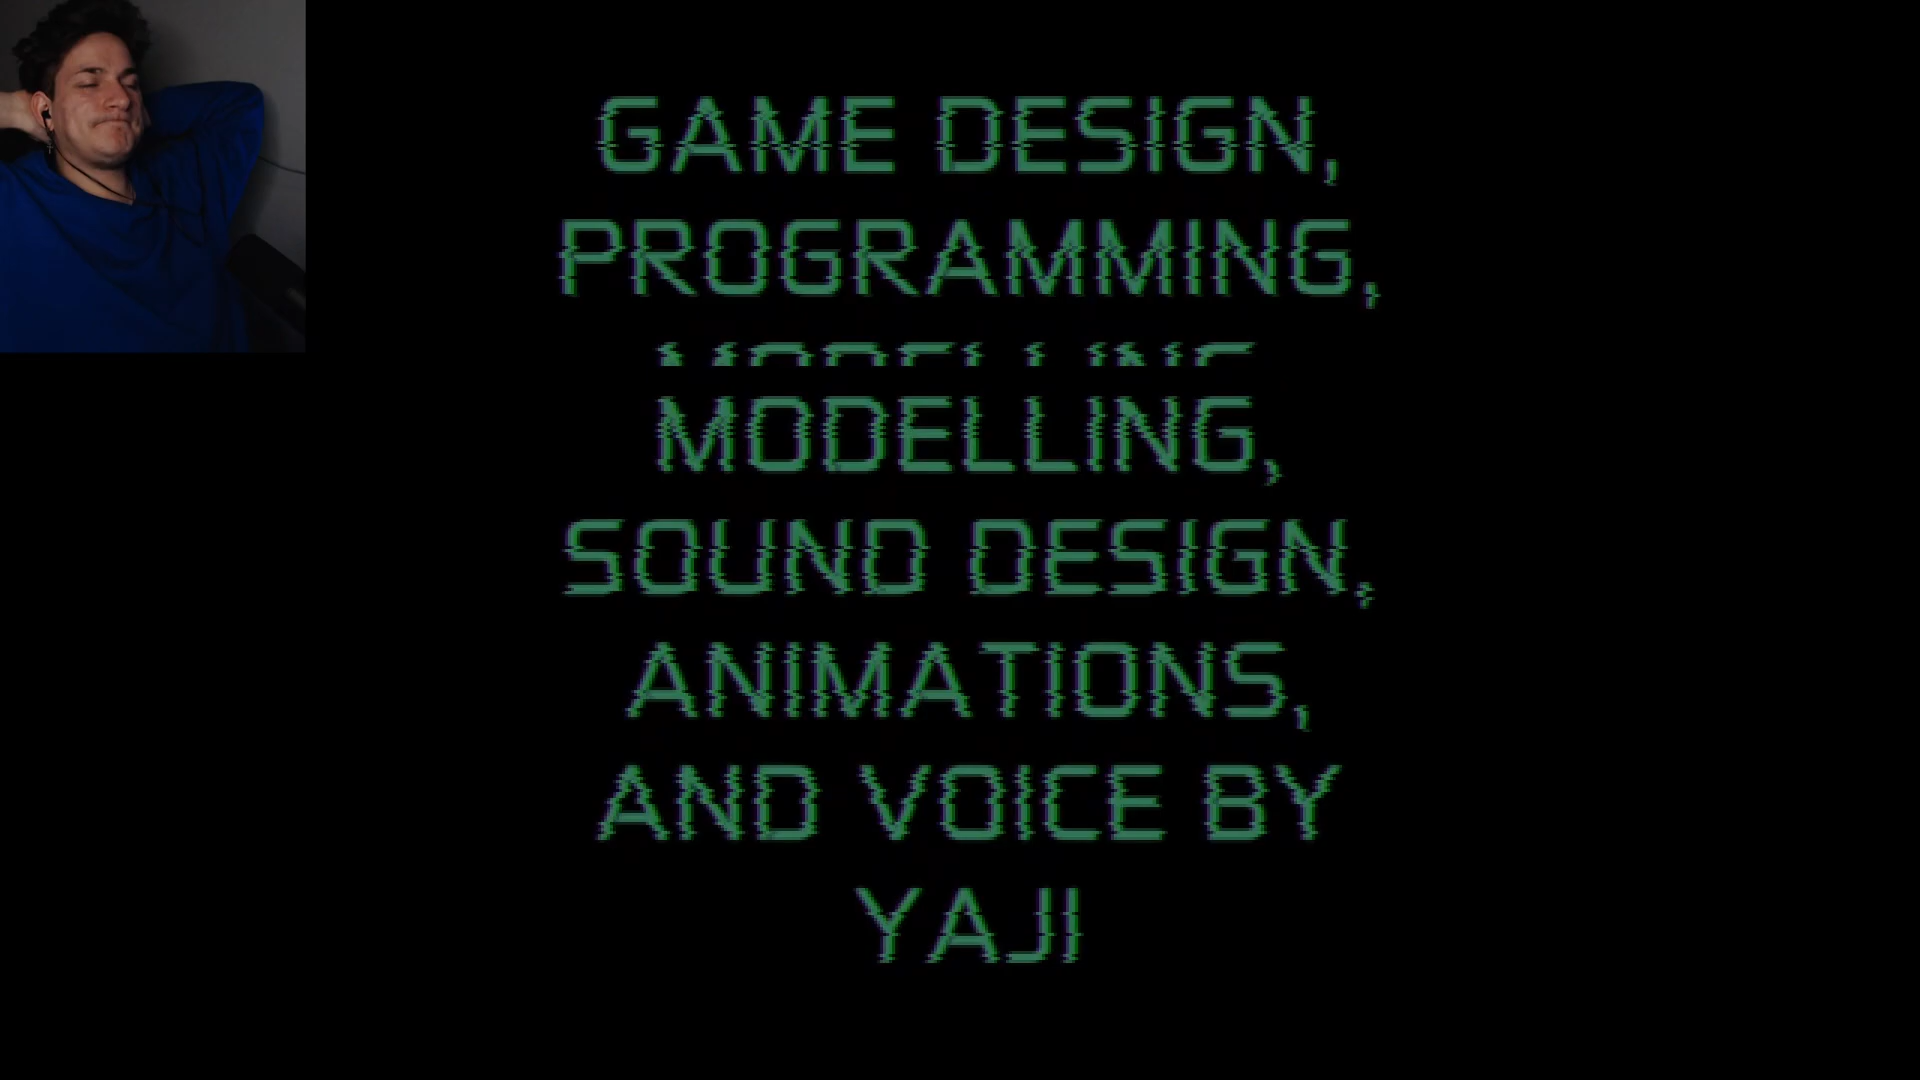 GAME DESIGN,
PROGRAMMING,
MODELLING,
SOUND DESIGN,
ANIMATIONS,
AND VOICE BY
YAJI